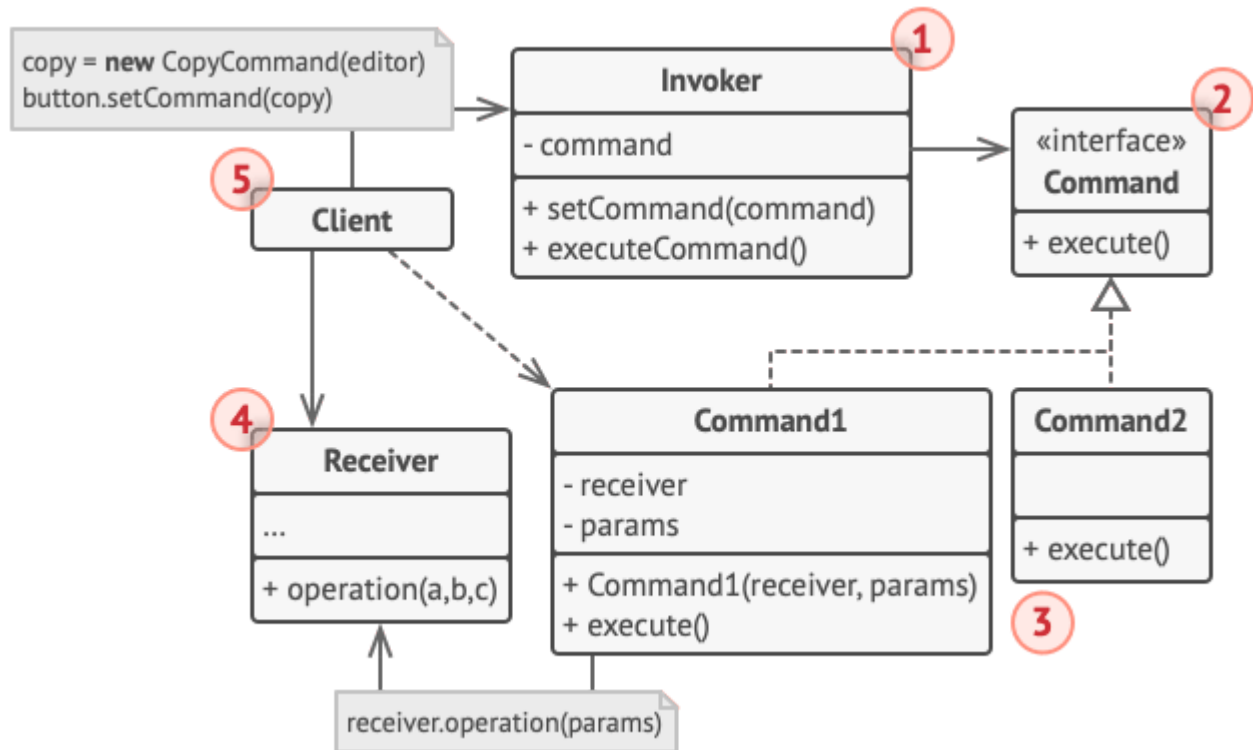 copy = new CopyCommand(editor)
button.setCommand(copy)
1
Invoker
- command
+ setCommand(command)
+ executeCommand()
2
«interface»
Command
+ execute()
5
Client
4
Receiver
...
+ operation(a,b,c)
Command1
- receiver
- params
+ Command1(receiver, params)
+ execute()
Command2
+ execute()
3
receiver.operation(params)